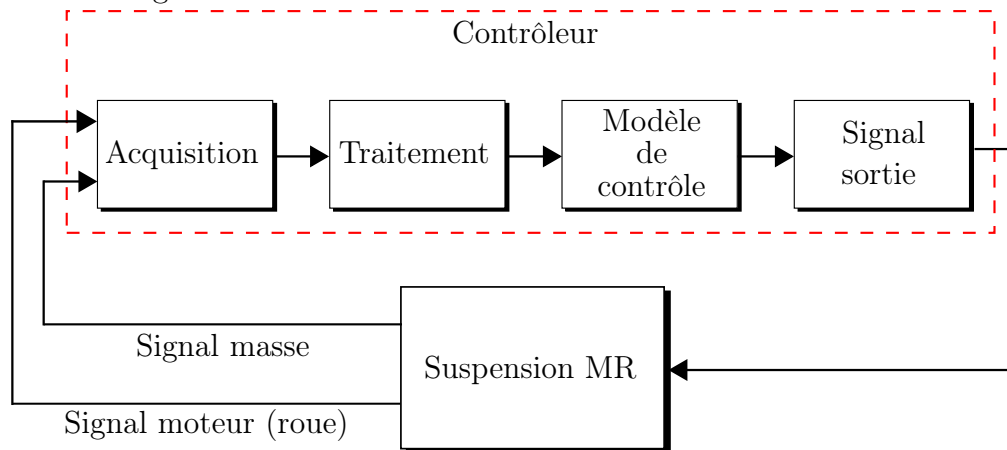 Contrôleur
Acquisition
Traitement
Modèle
de
contrôle
Signal
sortie
Signal masse
Suspension MR
Signal moteur (roue)